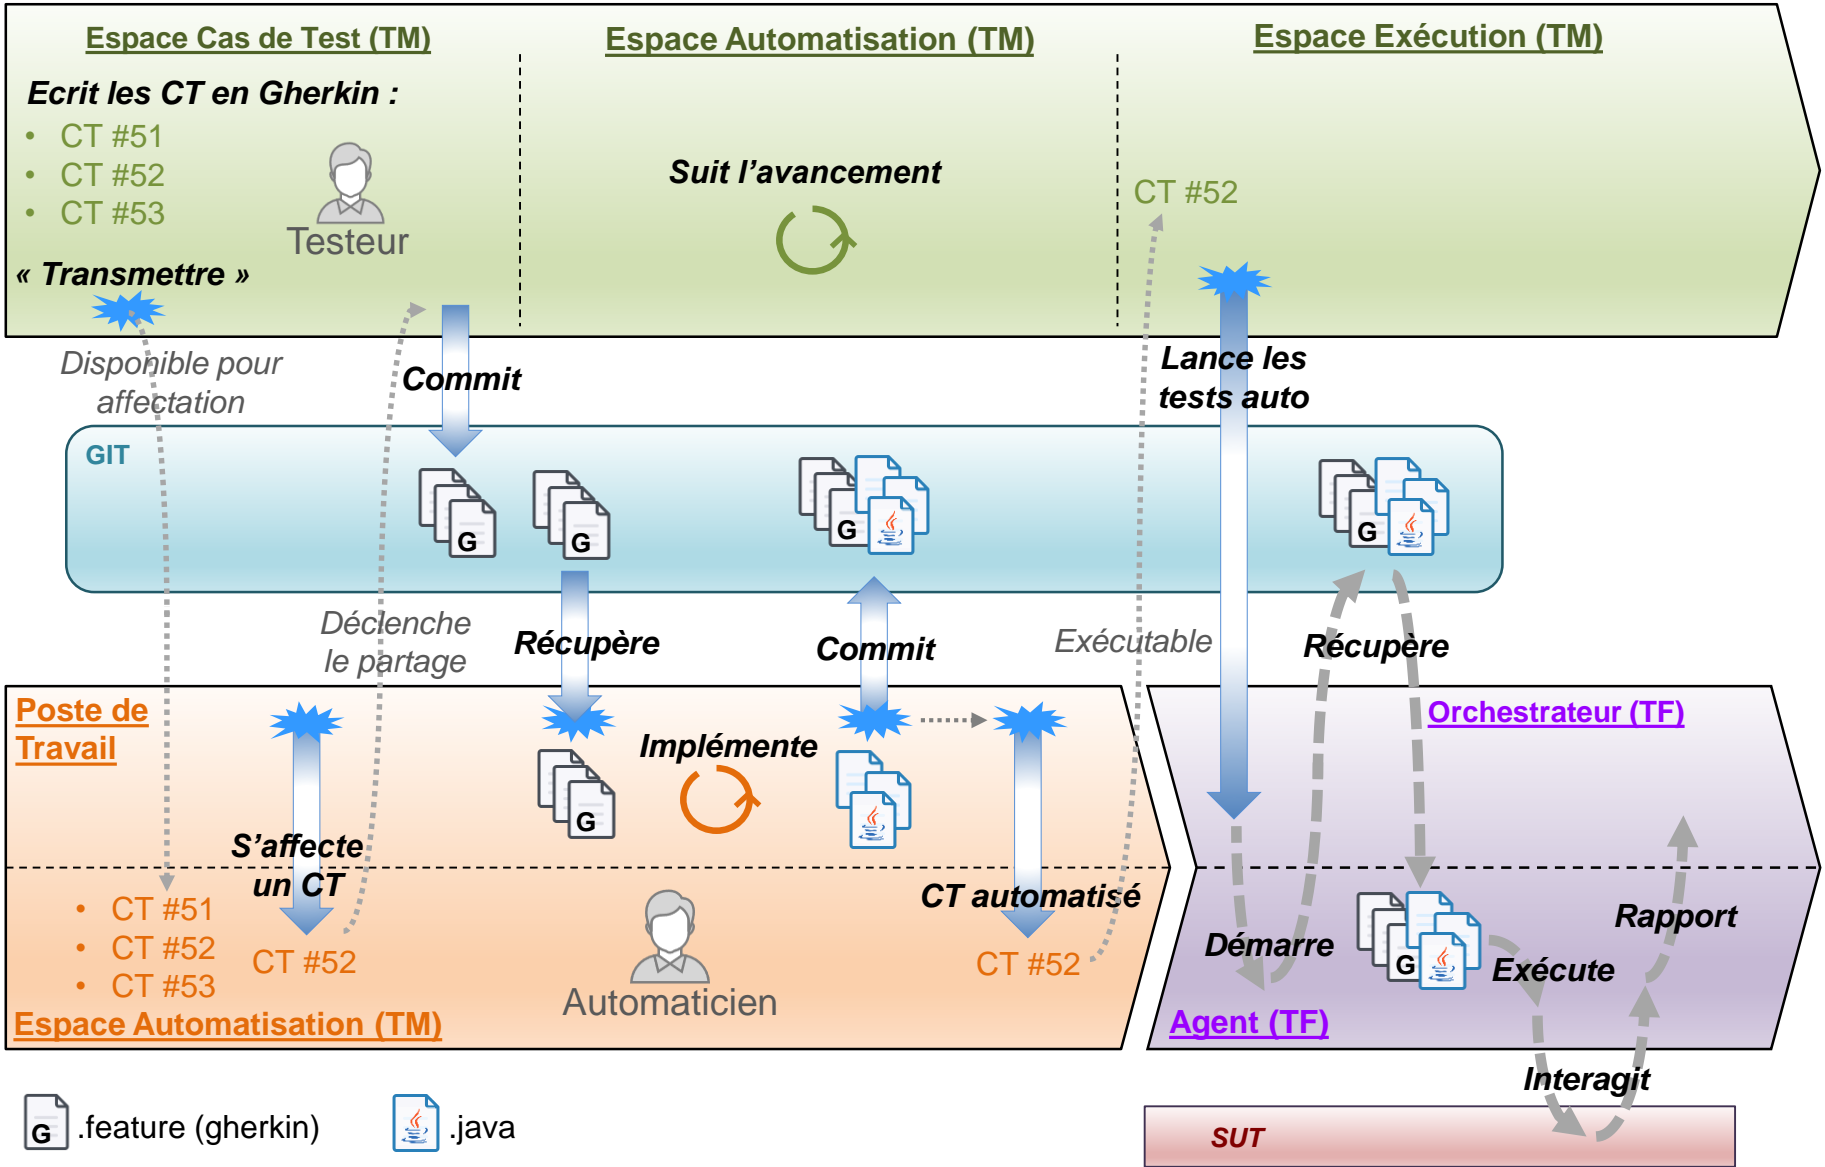 Espace Cas de Test (TM)
Espace Automatisation (TM)
Espace Exécution (TM)
Ecrit les CT en Gherkin :
• CT #51
• CT #52
• CT #53
Testeur
« Transmettre »
Suit l’avancement
CT #52
Disponible pour
affectation
Commit
Lance les
tests auto
GIT
G
G
G
G
Déclenche
le partage
Récupère
Commit
Exécutable
Récupère
Poste de
Travail
Implémente
G
Orchestrateur (TF)
S’affecte
un CT
• CT #51
• CT #52
• CT #53
CT #52
Automaticien
CT automatisé
CT #52
Espace Automatisation (TM)
Démarre
G
Exécute
Rapport
Agent (TF)
Interagit
G
.feature (gherkin)
.java
SUT